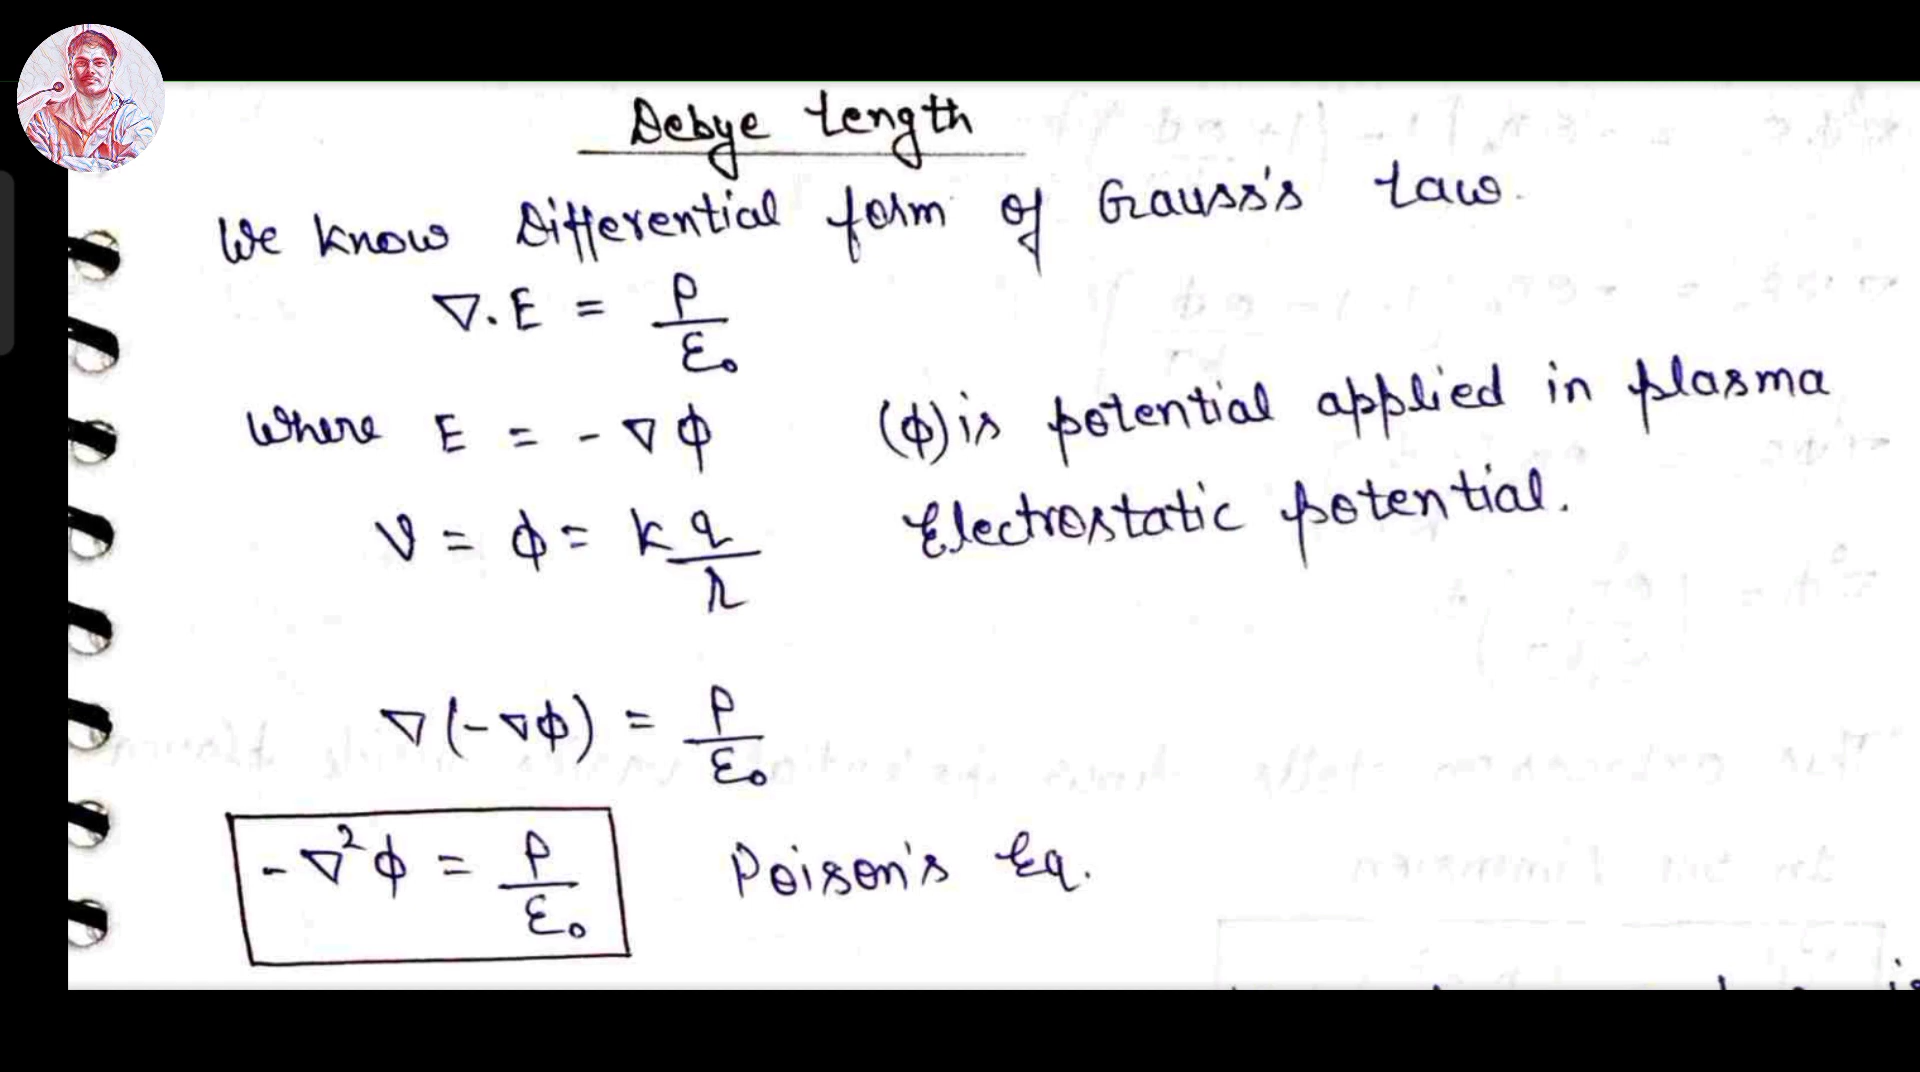 Debye Length
We know Differential form of Gauss's Law.
∇. E = ρ/ε₀
Where E = - ∇ϕ (ϕ) is potential applied in plasma
V = ϕ = k q/r Electrostatic potential.
∇ (- ∇ϕ) = ρ/ε₀
- ∇²ϕ = ρ/ε₀ Poison's Eq.